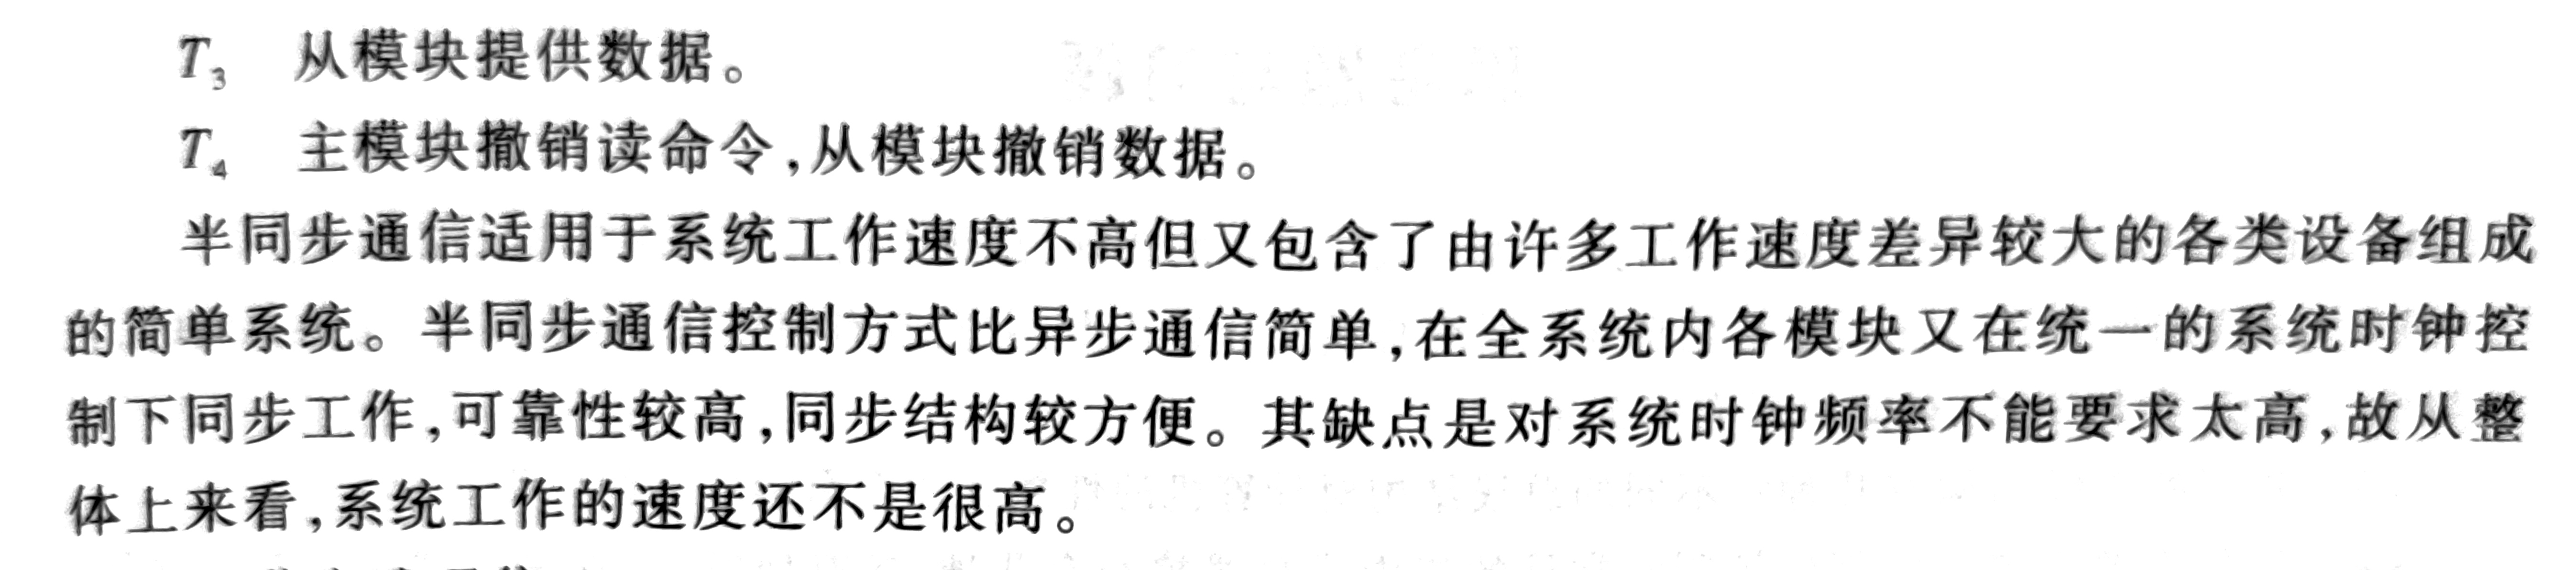 T3 从模块提供数据。
T4 主模块撤销读命令,从模块撤销数据。
半同步通信适用于系统工作速度不高但又包含了由许多工作速度差异较大的各类设备组成
的简单系统。半同步通信控制方式比异步通信简单,在全系统内各模块又在统一的系统时钟控
制下同步工作,可靠性较高,同步结构较方便。其缺点是对系统时钟频率不能要求太高,故从整
体上来看,系统工作的速度还不是很高。